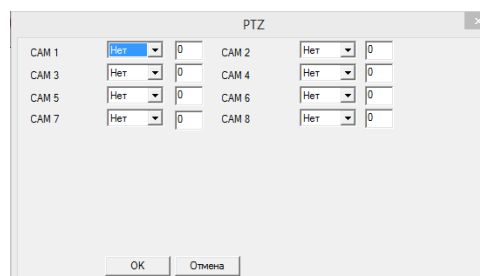 PTZ
CAM 1 Нет 0 CAM 2 Нет 0
CAM 3 Нет 0 CAM 4 Нет 0
CAM 5 Нет 0 CAM 6 Нет 0
CAM 7 Нет 0 CAM 8 Нет 0
OK Отмена